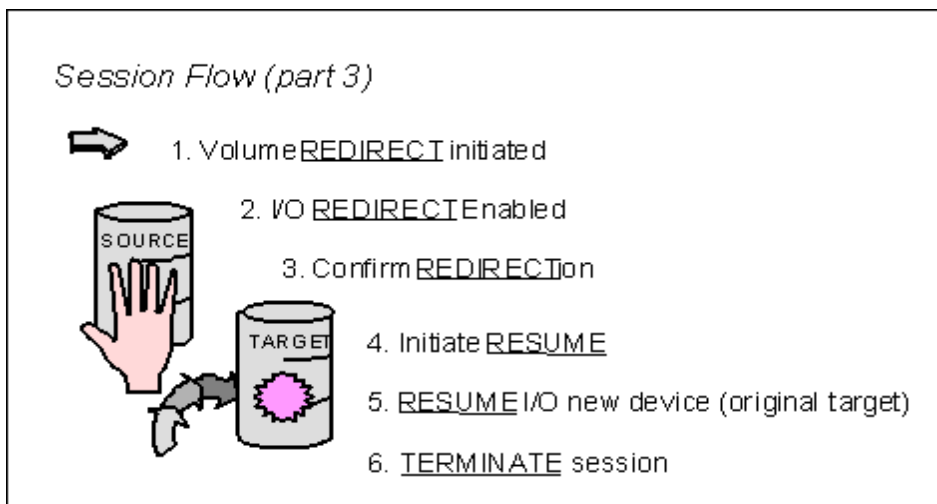 Session Flow (part 3)
1. Volume REDIRECT initiated
2. I/O REDIRECT Enabled
SOURCE
3. Confirm REDIRECTion
TARGET
4. Initiate RESUME
5. RESUME I/O new device (original target)
6. TERMINATE session